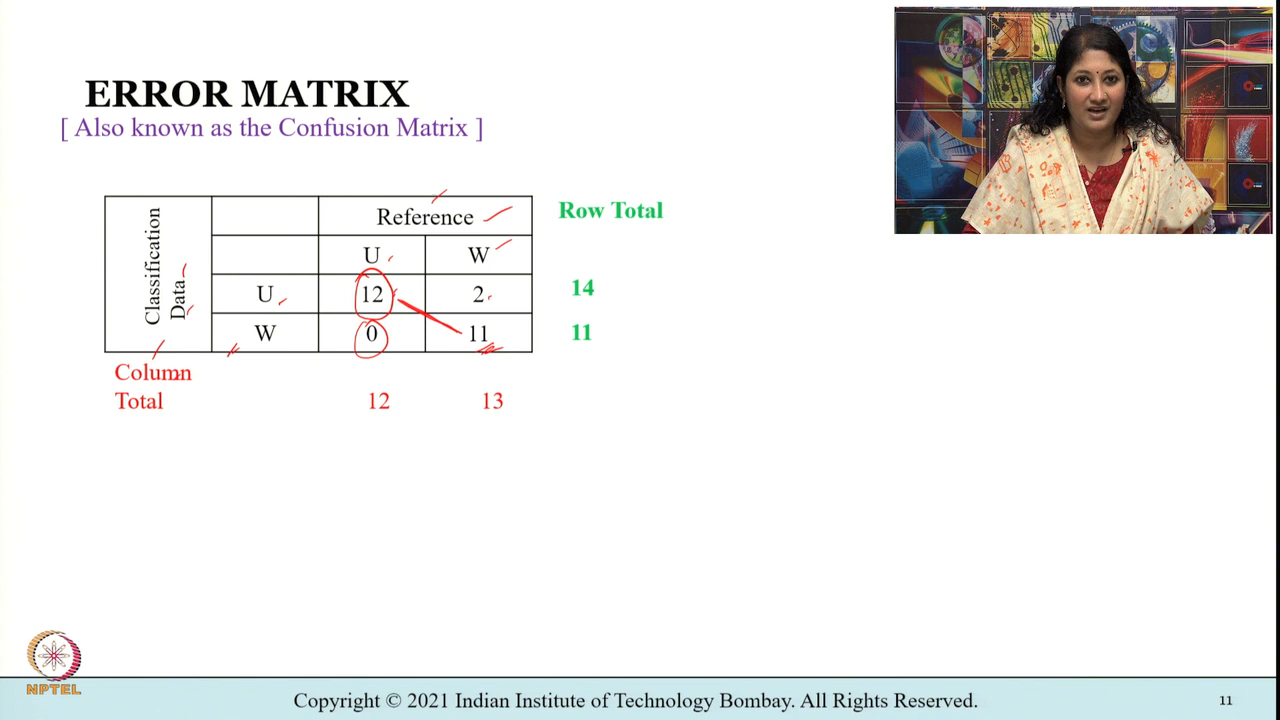 ERROR MATRIX
[ Also known as the Confusion Matrix ]
Classification
Data
Reference
Row Total
U W
U 12 2 14
W 0 11 11
Column
Total 12 13
NPTEL
Copyright © 2021 Indian Institute of Technology Bombay. All Rights Reserved.
11